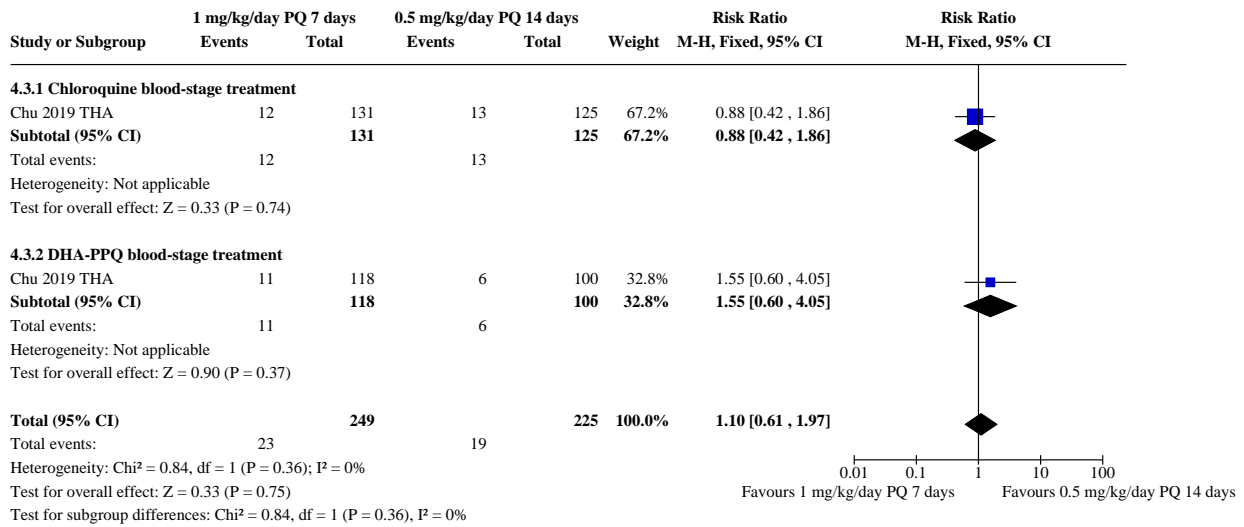 1 mg/kg/day PQ 7 days 0.5 mg/kg/day PQ 14 days Risk Ratio Risk Ratio
Study or Subgroup Events Total Events Total Weight M-H, Fixed, 95% CI M-H, Fixed, 95% CI
4.3.1 Chloroquine blood-stage treatment
Chu 2019 THA 12 131 13 125 67.2% 0.88 [0.42 , 1.86]
Subtotal (95% CI) 131 125 67.2% 0.88 [0.42 , 1.86]
Total events: 12 13
Heterogeneity: Not applicable
Test for overall effect: Z = 0.33 (P = 0.74)
4.3.2 DHA-PPQ blood-stage treatment
Chu 2019 THA 11 118 6 100 32.8% 1.55 [0.60 , 4.05]
Subtotal (95% CI) 118 100 32.8% 1.55 [0.60 , 4.05]
Total events: 11 6
Heterogeneity: Not applicable
Test for overall effect: Z = 0.90 (P = 0.37)
Total (95% CI) 249 225 100.0% 1.10 [0.61 , 1.97]
Total events: 23 19
Heterogeneity: Chi² = 0.84, df = 1 (P = 0.36); I² = 0%
0.01 0.1 1 10 100
Test for overall effect: Z = 0.33 (P = 0.75)
Favours 1 mg/kg/day PQ 7 days Favours 0.5 mg/kg/day PQ 14 days
Test for subgroup differences: Chi² = 0.84, df = 1 (P = 0.36), I² = 0%